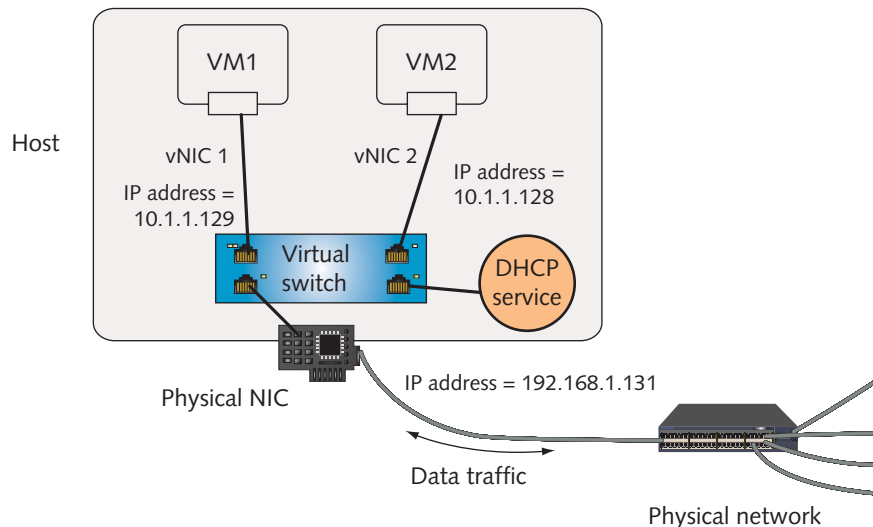 VM1
VM2
Host
vNIC 1
vNIC 2
IP address =
10.1.1.129
IP address =
10.1.1.128
Virtual
switch
DHCP
service
Physical NIC
IP address = 192.168.1.131
Data traffic
Physical network